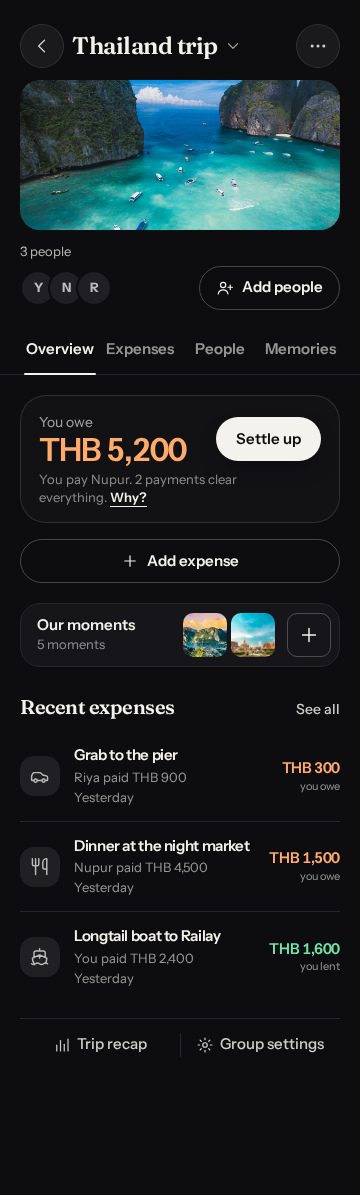 Thailand trip
3 people
Y N R
Add people
Overview Expenses People Memories
You owe
THB 5,200
Settle up
You pay Nupur. 2 payments clear
everything. Why?
Add expense
Our moments
5 moments
Recent expenses
See all
Grab to the pier
Riya paid THB 900
Yesterday
THB 300
you owe
Dinner at the night market
Nupur paid THB 4,500
Yesterday
THB 1,500
you owe
Longtail boat to Railay
You paid THB 2,400
Yesterday
THB 1,600
you lent
Trip recap
Group settings